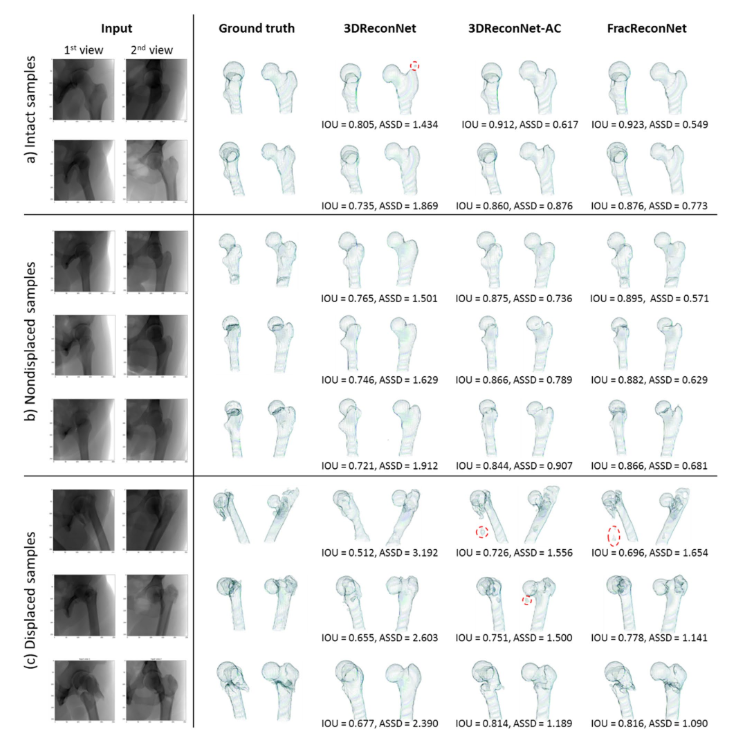 Input
Ground truth
3DReconNet
3DReconNet-AC
FracReconNet
1st view
2nd view
a) Intact samples
IOU = 0.805, ASSD = 1.434
IOU = 0.912, ASSD = 0.617
IOU = 0.923, ASSD = 0.549
IOU = 0.735, ASSD = 1.869
IOU = 0.860, ASSD = 0.876
IOU = 0.876, ASSD = 0.773
b) Nondisplaced samples
IOU = 0.765, ASSD = 1.501
IOU = 0.875, ASSD = 0.736
IOU = 0.895, ASSD = 0.571
IOU = 0.746, ASSD = 1.629
IOU = 0.866, ASSD = 0.789
IOU = 0.882, ASSD = 0.629
IOU = 0.721, ASSD = 1.912
IOU = 0.844, ASSD = 0.907
IOU = 0.866, ASSD = 0.681
(c) Displaced samples
IOU = 0.512, ASSD = 3.192
IOU = 0.726, ASSD = 1.556
IOU = 0.696, ASSD = 1.654
IOU = 0.655, ASSD = 2.603
IOU = 0.751, ASSD = 1.500
IOU = 0.778, ASSD = 1.141
IOU = 0.677, ASSD = 2.390
IOU = 0.814, ASSD = 1.189
IOU = 0.816, ASSD = 1.090